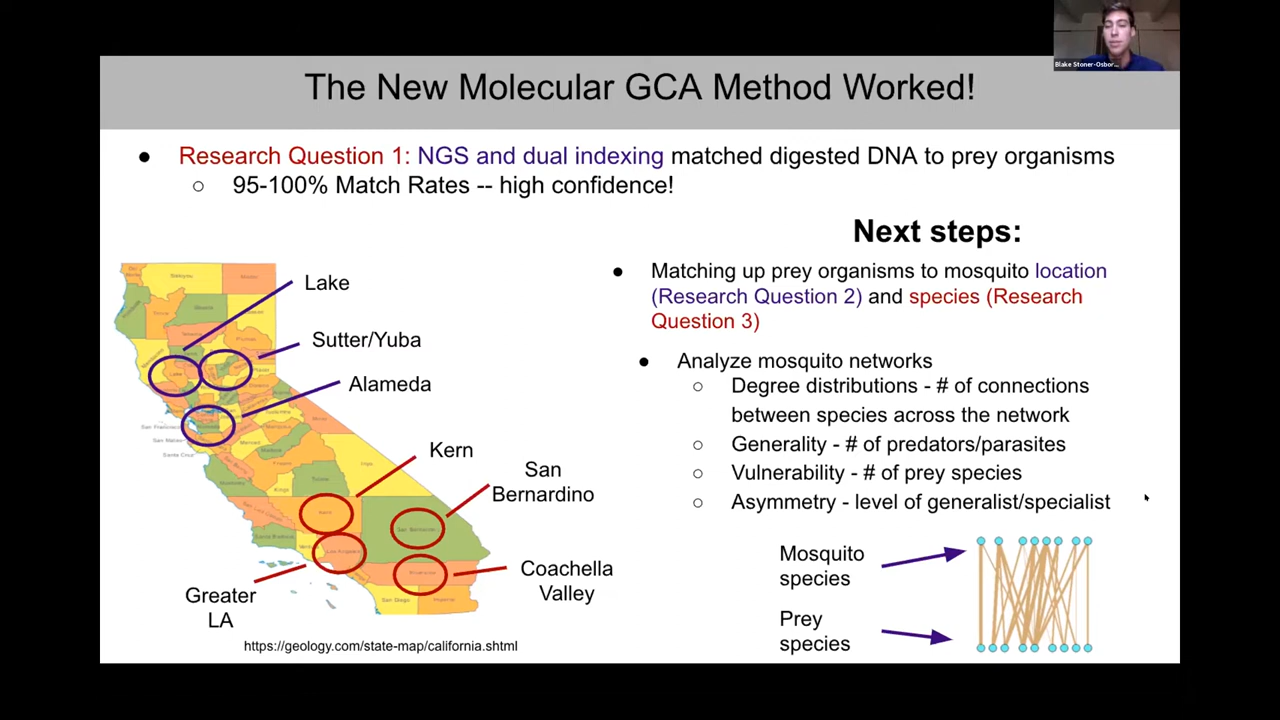 Blake Stoner-Osbor...
The New Molecular GCA Method Worked!
● Research Question 1: NGS and dual indexing matched digested DNA to prey organisms
○ 95-100% Match Rates -- high confidence!
Lake
Sutter/Yuba
Alameda
Kern
San
Bernardino
Coachella
Valley
Greater
LA
https://geology.com/state-map/california.shtml
Next steps:
● Matching up prey organisms to mosquito location
(Research Question 2) and species (Research
Question 3)
● Analyze mosquito networks
○ Degree distributions - # of connections
between species across the network
○ Generality - # of predators/parasites
○ Vulnerability - # of prey species
○ Asymmetry - level of generalist/specialist
Mosquito
species
Prey
species